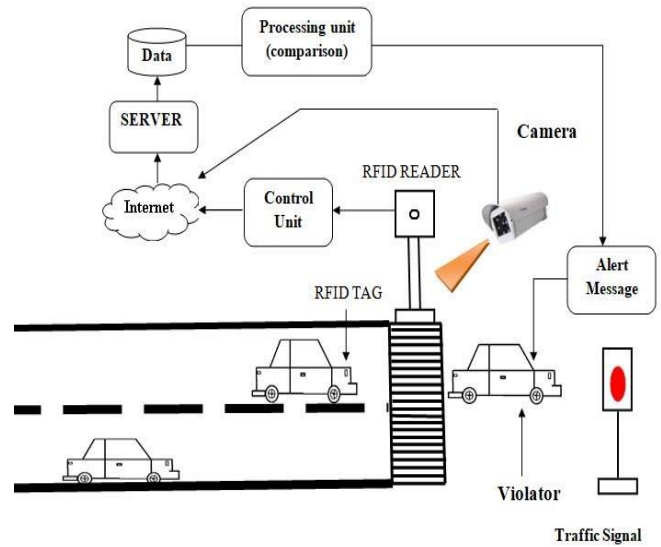 Processing unit
(comparison)
Data
SERVER
Camera
RFID READER
Internet
Control
Unit
Alert
Message
RFID TAG
Violator
Traffic Signal